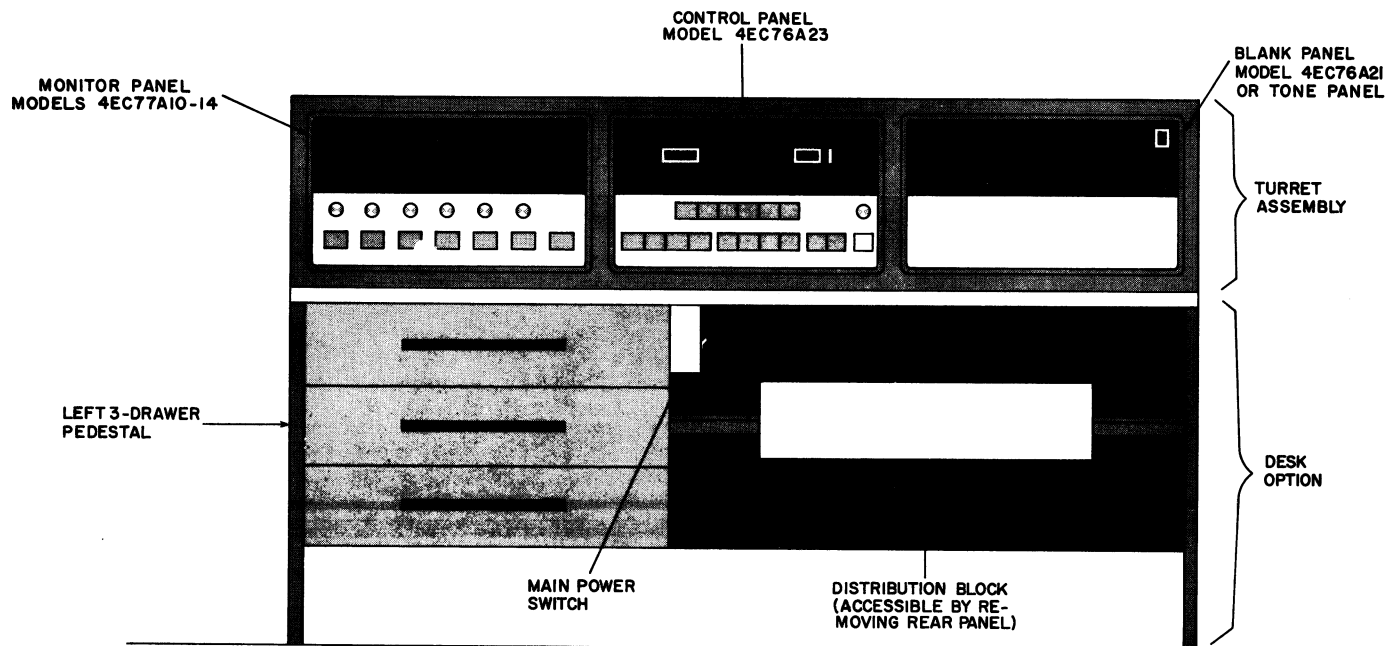 CONTROL PANEL
MODEL 4EC76A23
MONITOR PANEL
MODELS 4EC77A10-14
BLANK PANEL
MODEL 4EC76A21
OR TONE PANEL
TURRET
ASSEMBLY
LEFT 3-DRAWER
PEDESTAL
DESK
OPTION
MAIN POWER
SWITCH
DISTRIBUTION BLOCK
(ACCESSIBLE BY RE-
MOVING REAR PANEL)